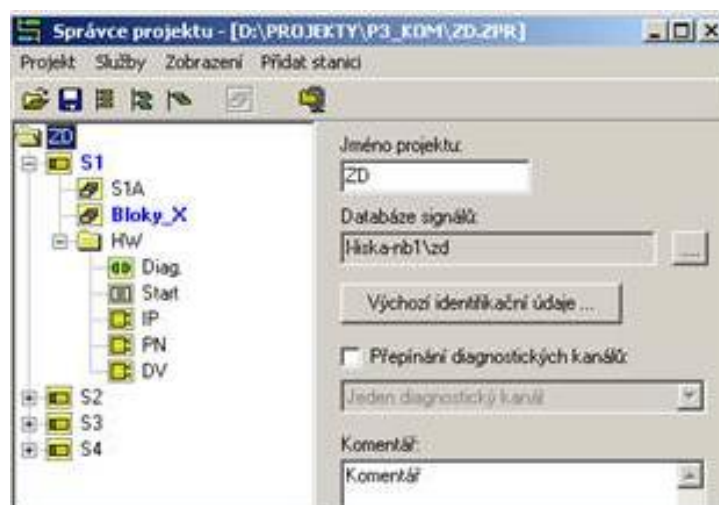 Správce projektu - [D:\PROJEKTY\P3_KOM\ZD.ZPR]
Projekt Služby Zobrazení Přidat stanici
ZD
S1
S1A
Bloky_X
HW
Diag.
Start
IP
PN
DV
S2
S3
S4
Jméno projektu:
ZD
Databáze signálů:
liska-nb1\zd
...
Výchozí identifikační údaje ...
Přepínání diagnostických kanálů:
Jeden diagnostický kanál
Komentář:
Komentář